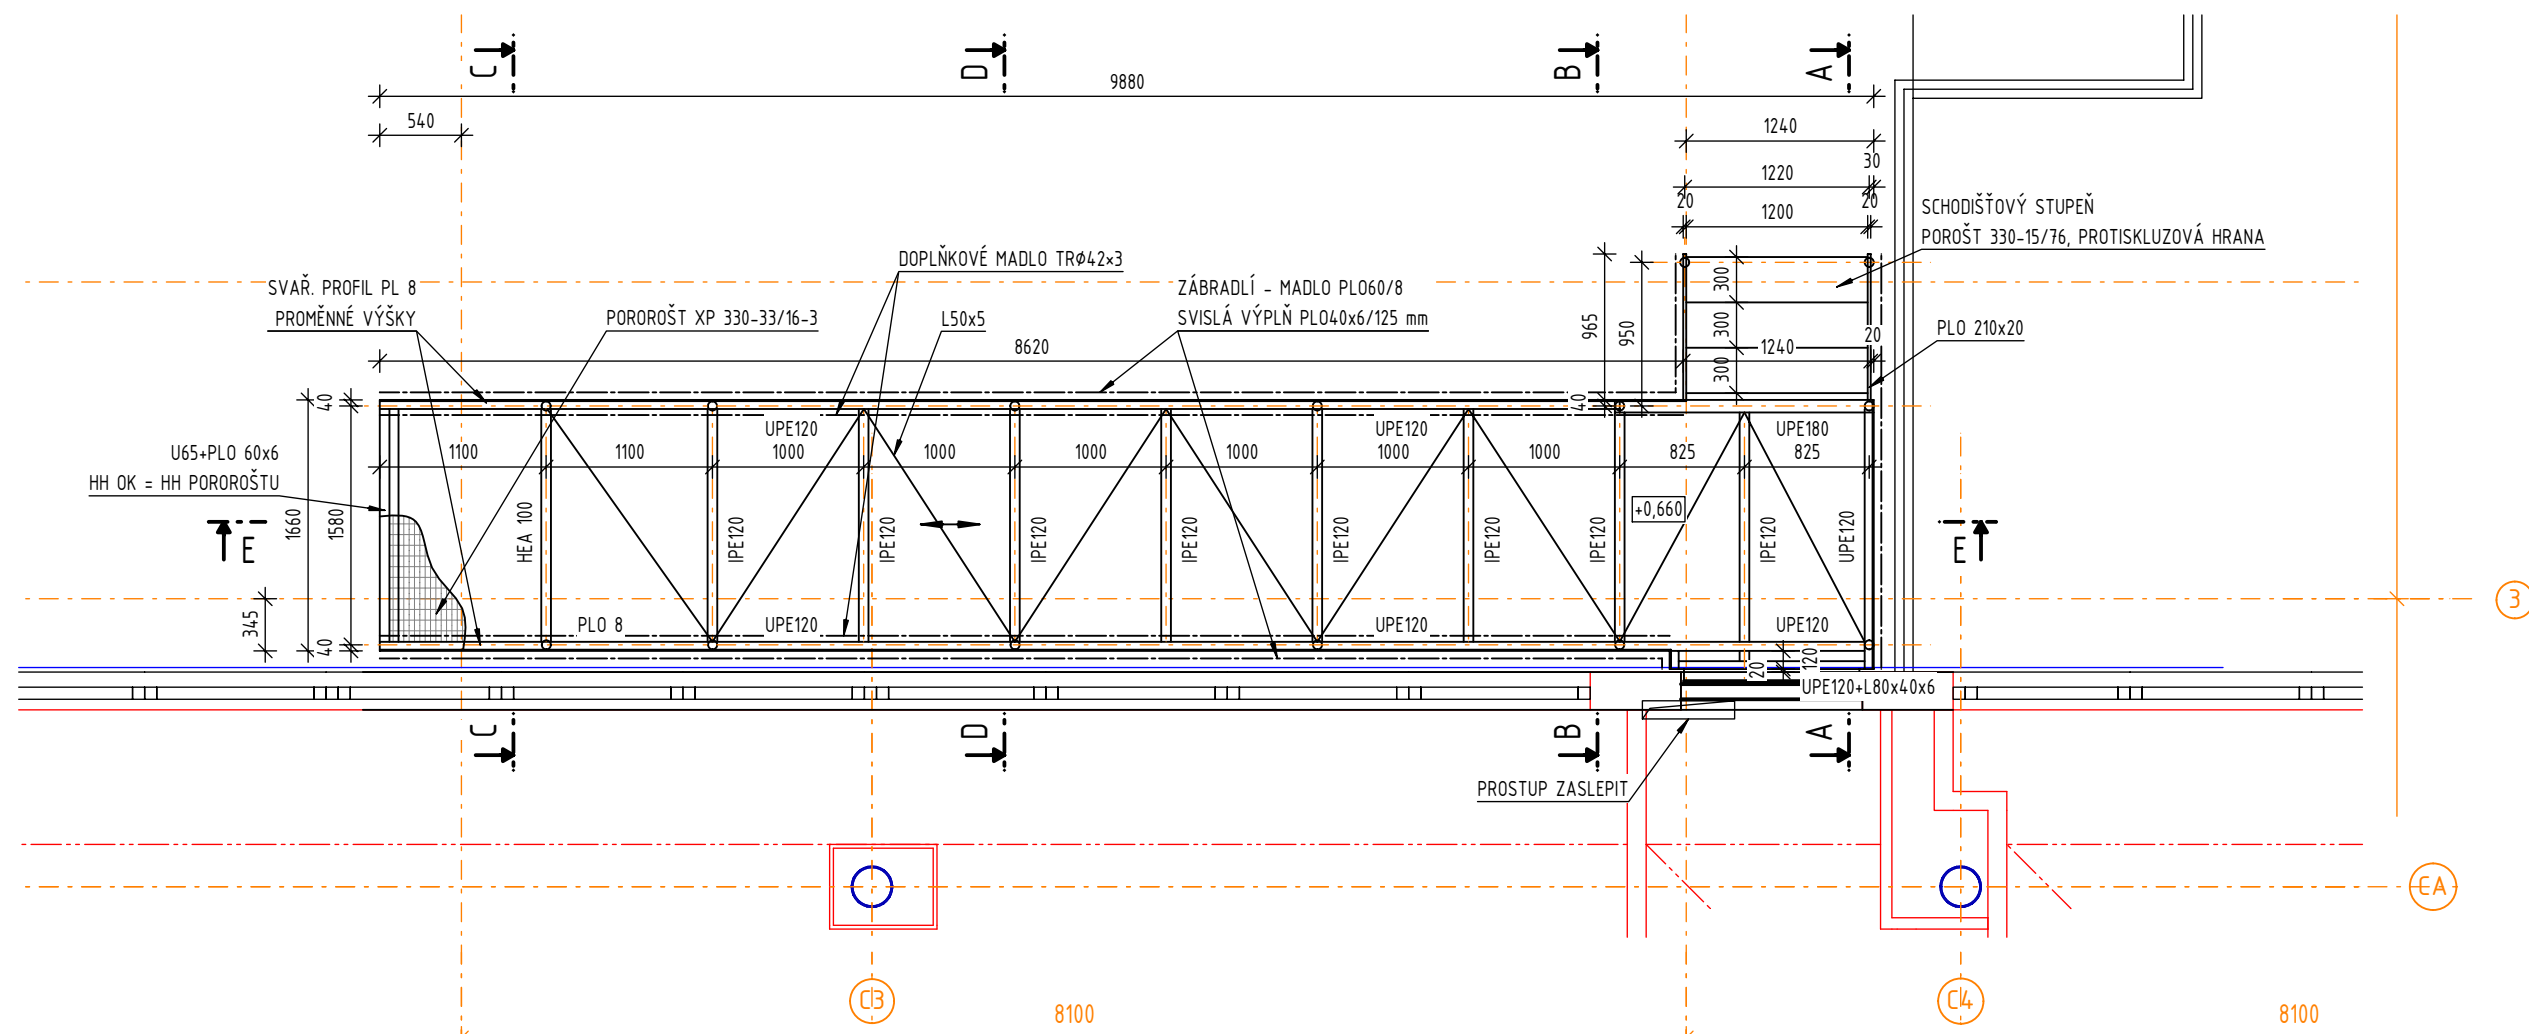 C
D
B
A
9880
540
1240
30
1220
20
20
1200
SCHODIŠŤOVÝ STUPEŇ
POROŠT 330-15/76, PROTISKLUZOVÁ HRANA
DOPLŇKOVÉ MADLO TRØ42×3
SVAŘ. PROFIL PL 8
PROMĚNNÉ VÝŠKY
POROROŠT XP 330-33/16-3
L50x5
ZÁBRADLÍ - MADLO PLO60/8
SVISLÁ VÝPLŇ PLO40x6/125 mm
965
950
300
300
300
20
PLO 210x20
8620
1240
40
40
UPE120
UPE120
UPE180
U65+PLO 60x6
HH OK = HH POROROŠTU
1100
1100
1000
1000
1000
1000
1000
1000
825
825
+0,660
1660
1580
HEA 100
IPE120
IPE120
IPE120
IPE120
IPE120
IPE120
IPE120
IPE120
UPE120
E
E
3
345
40
PLO 8
UPE120
UPE120
UPE120
120
20
UPE120+L80x40x6
C
D
B
A
PROSTUP ZASLEPIT
EA
C3
C4
8100
8100